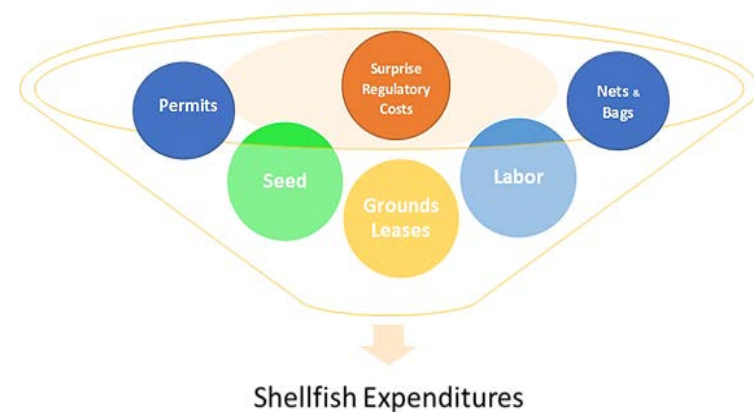 Permits
Surprise
Regulatory
Costs
Nets &
Bags
Seed
Grounds
Leases
Labor
Shellfish Expenditures